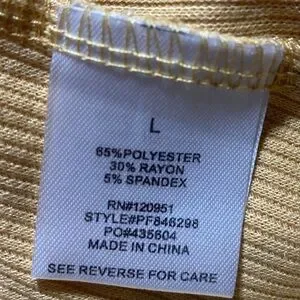 L
65%POLYESTER
30% RAYON
5% SPANDEX
RN#120951
STYLE#PF846298
PO#435604
MADE IN CHINA
SEE REVERSE FOR CARE